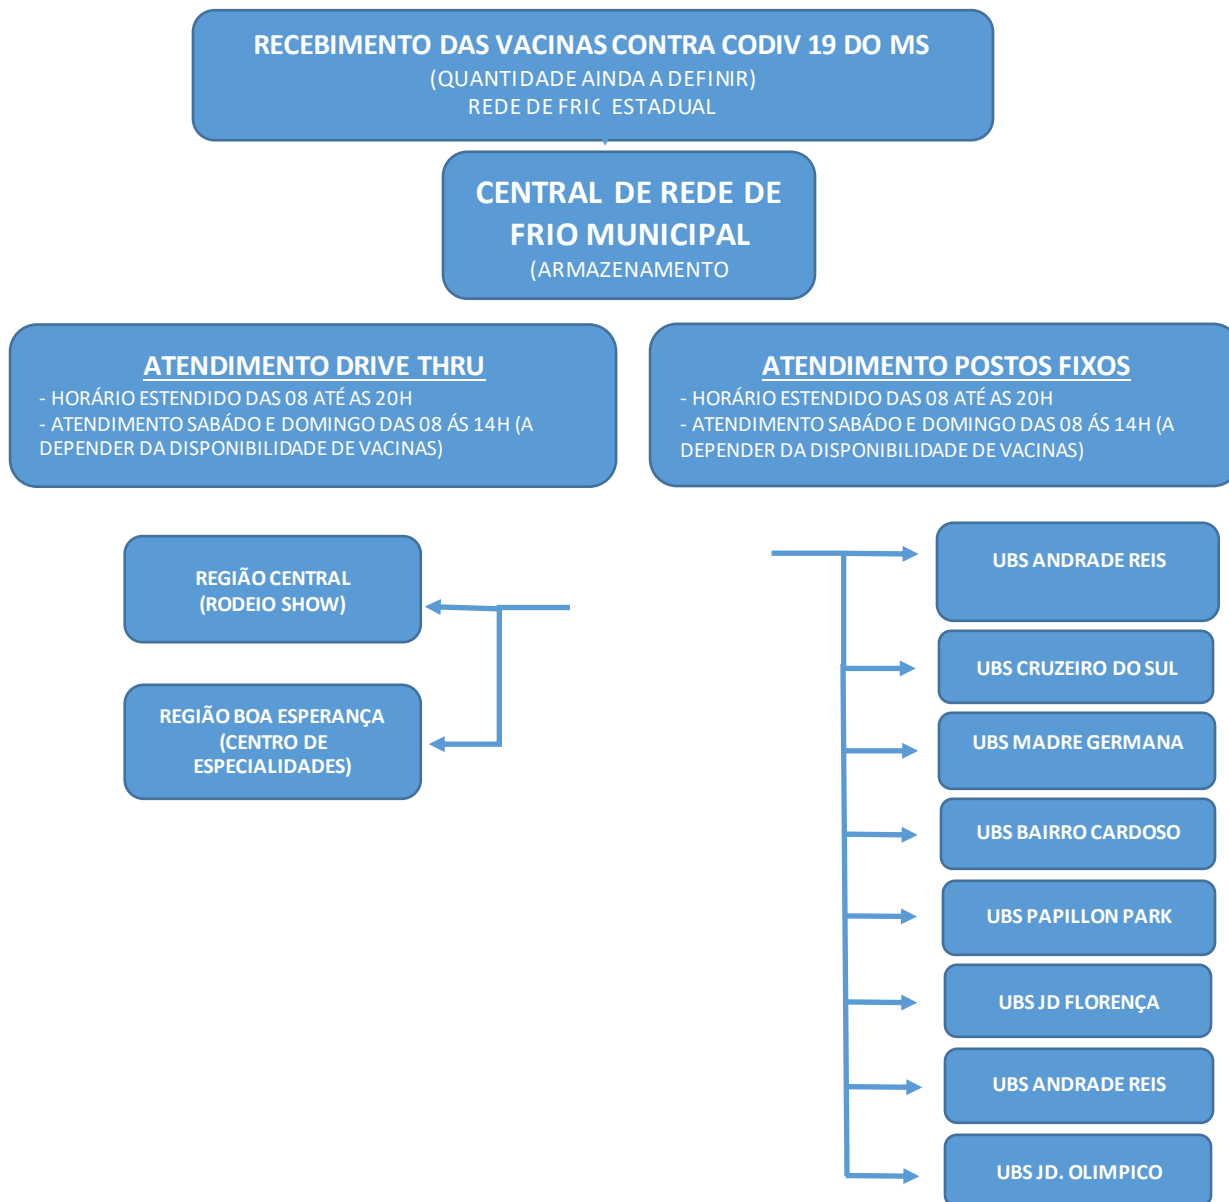 RECEBIMENTO DAS VACINAS CONTRA CODIV 19 DO MS
(QUANTIDADE AINDA A DEFINIR)
REDE DE FRIC ESTADUAL
CENTRAL DE REDE DE
FRIO MUNICIPAL
(ARMAZENAMENTO
ATENDIMENTO DRIVE THRU
- HORÁRIO ESTENDIDO DAS 08 ATÉ AS 20H
- ATENDIMENTO SABÁDO E DOMINGO DAS 08 ÁS 14H (A
DEPENDER DA DISPONIBILIDADE DE VACINAS)
ATENDIMENTO POSTOS FIXOS
- HORÁRIO ESTENDIDO DAS 08 ATÉ AS 20H
- ATENDIMENTO SABÁDO E DOMINGO DAS 08 ÁS 14H (A
DEPENDER DA DISPONIBILIDADE DE VACINAS)
REGIÃO CENTRAL
(RODEIO SHOW)
REGIÃO BOA ESPERANÇA
(CENTRO DE
ESPECIALIDADES)
UBS ANDRADE REIS
UBS CRUZEIRO DO SUL
UBS MADRE GERMANA
UBS BAIRRO CARDOSO
UBS PAPILLON PARK
UBS JD FLORENÇA
UBS ANDRADE REIS
UBS JD. OLIMPICO